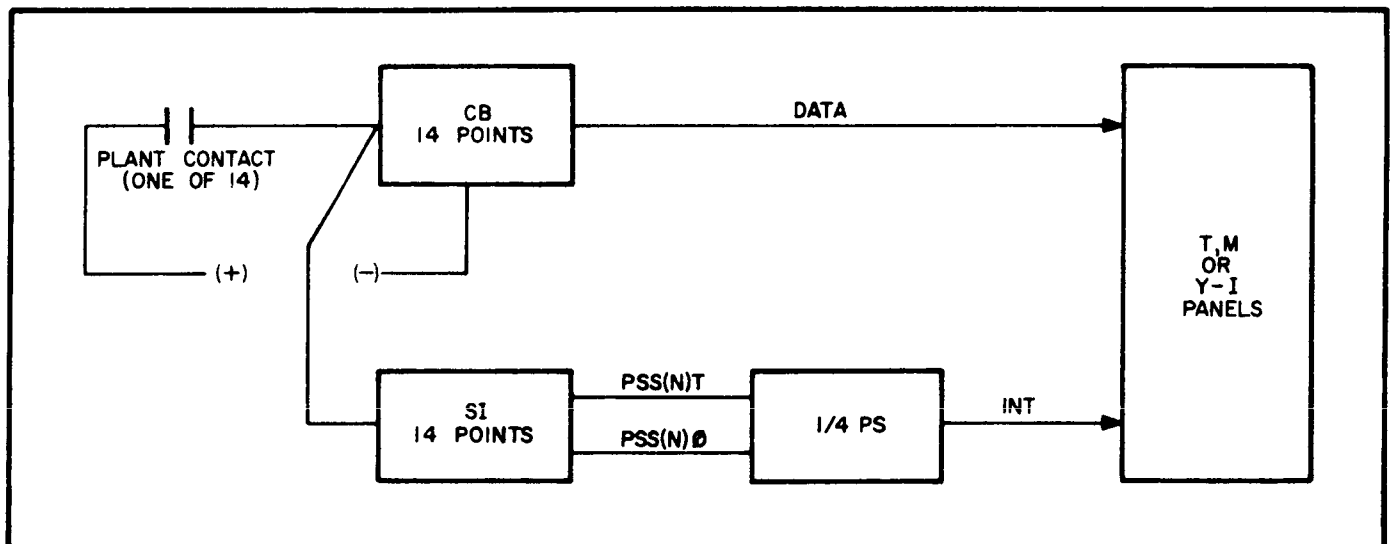 CB
14 POINTS
DATA
PLANT CONTACT
(ONE OF 14)
(+)
(-)
T,M
OR
Y-I
PANELS
SI
14 POINTS
PSS(N)T
PSS(N)Ø
1/4 PS
INT